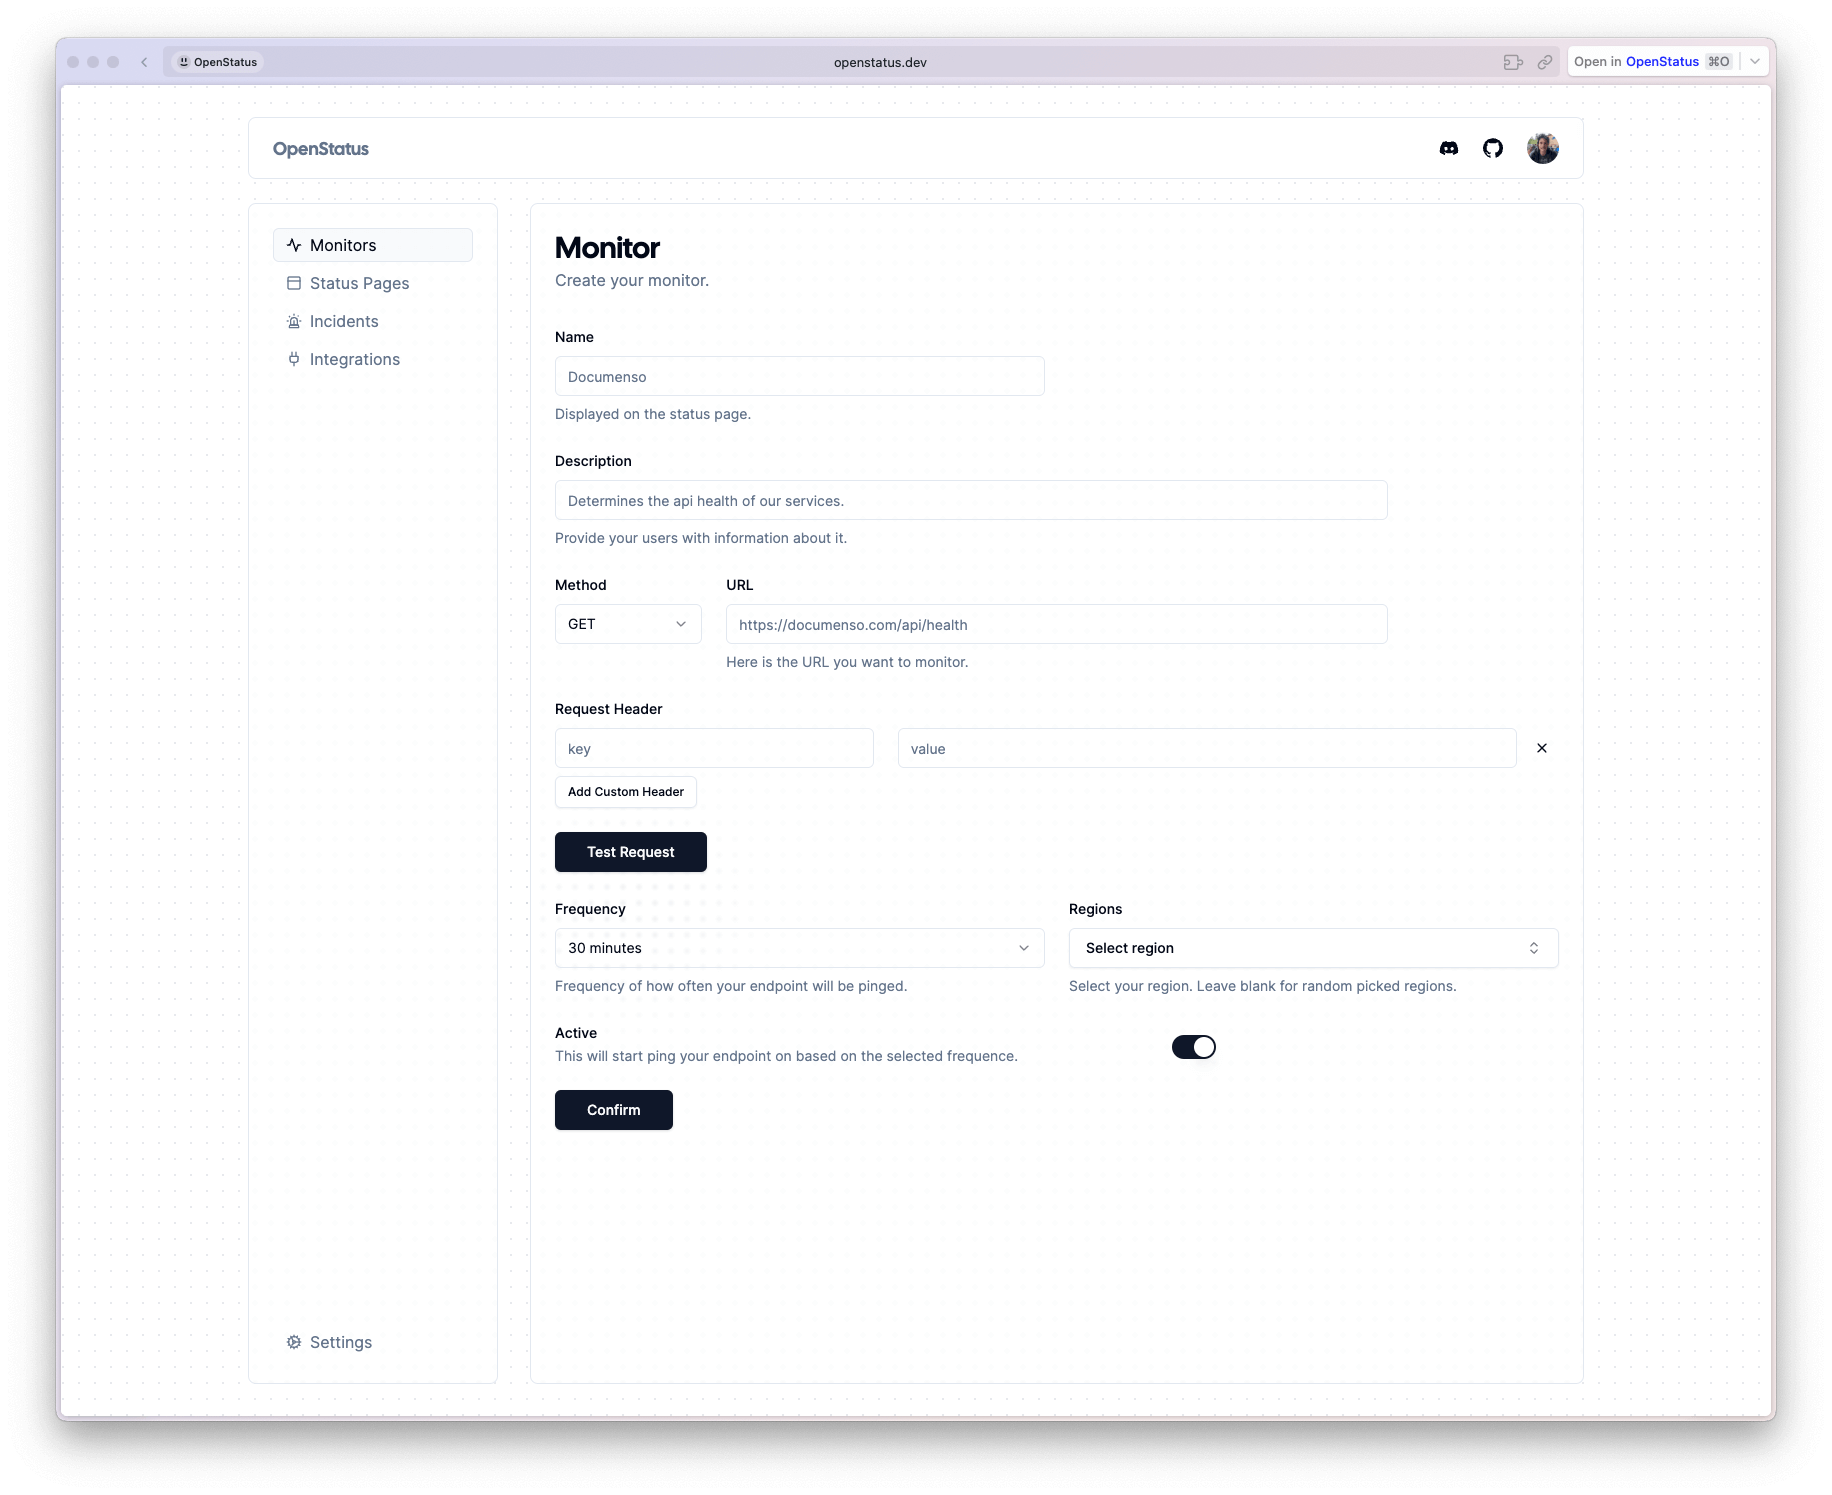 OpenStatus
openstatus.dev
Open in OpenStatus ⌘O
OpenStatus
Monitors
Status Pages
Incidents
Integrations
Settings
Monitor
Create your monitor.
Name
Documenso
Displayed on the status page.
Description
Determines the api health of our services.
Provide your users with information about it.
Method
URL
GET
https://documenso.com/api/health
Here is the URL you want to monitor.
Request Header
key
value
Add Custom Header
Test Request
Frequency
Regions
30 minutes
Select region
Frequency of how often your endpoint will be pinged.
Select your region. Leave blank for random picked regions.
Active
This will start ping your endpoint on based on the selected frequence.
Confirm